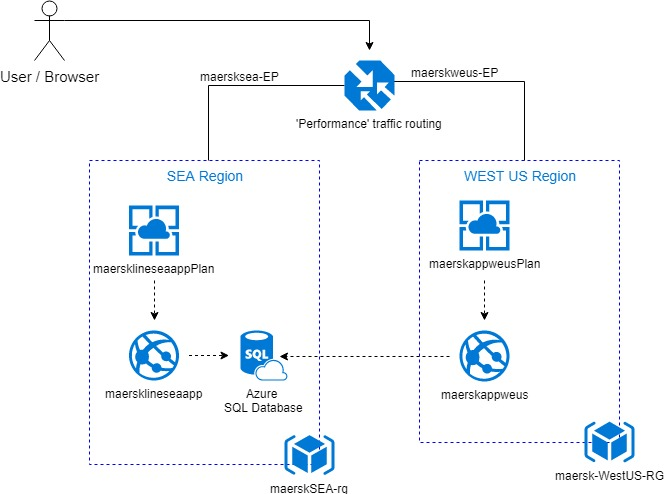 User / Browser
maersksea-EP
maerskweus-EP
'Performance' traffic routing
SEA Region
WEST US Region
maersklineseaappPlan
maerskappweusPlan
SQL
maersklineseaapp
Azure
SQL Database
maerskappweus
maerskSEA-rg
maersk-WestUS-RG